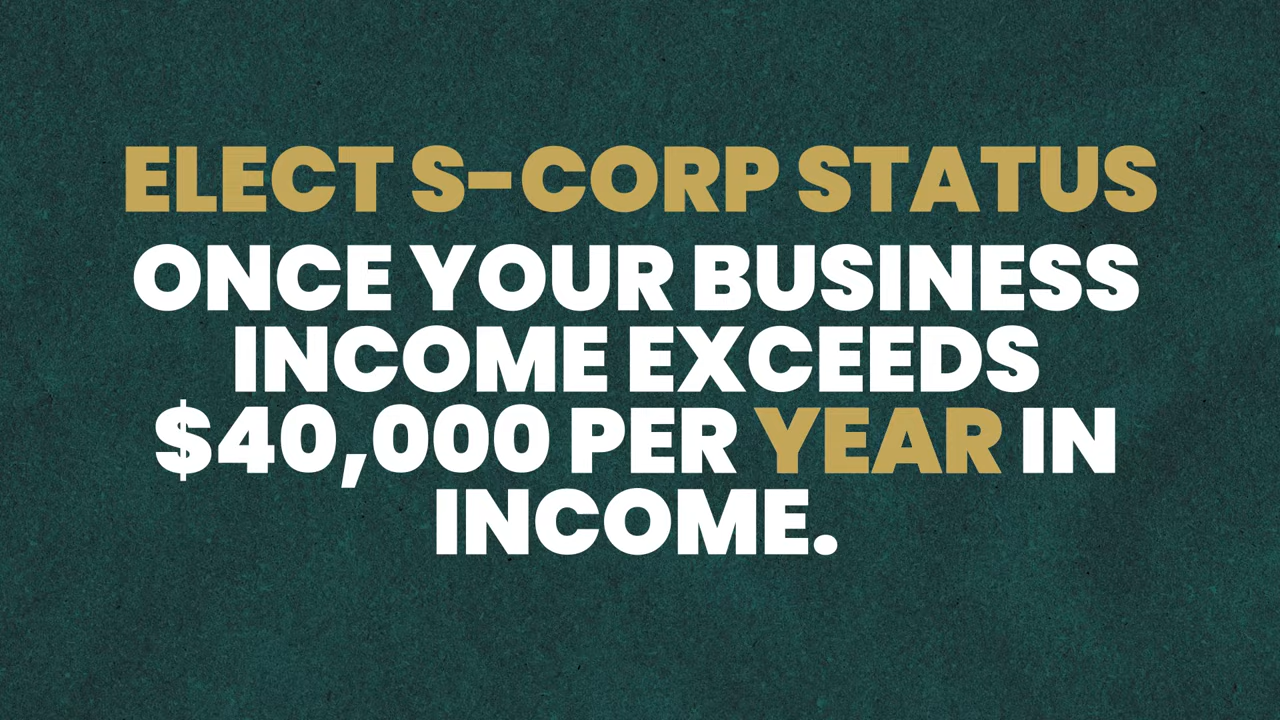 ELECT S-CORP STATUS
ONCE YOUR BUSINESS
INCOME EXCEEDS
$40,000 PER YEAR IN
INCOME.